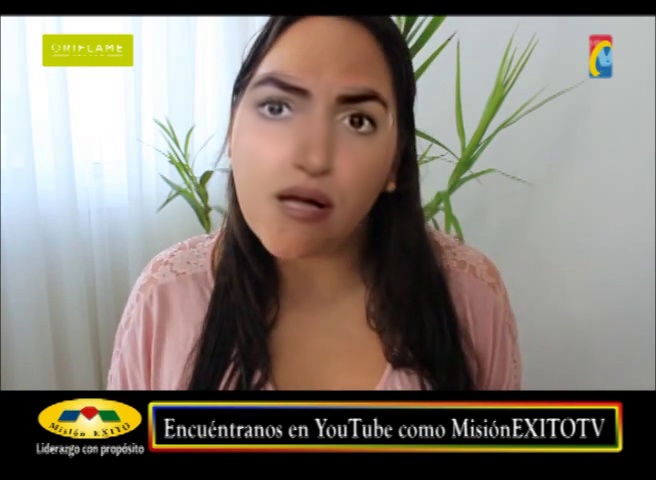 ORIFLAME
Misión EXITO
Liderazgo con propósito
Encuéntranos en YouTube como MisiónEXITOTV